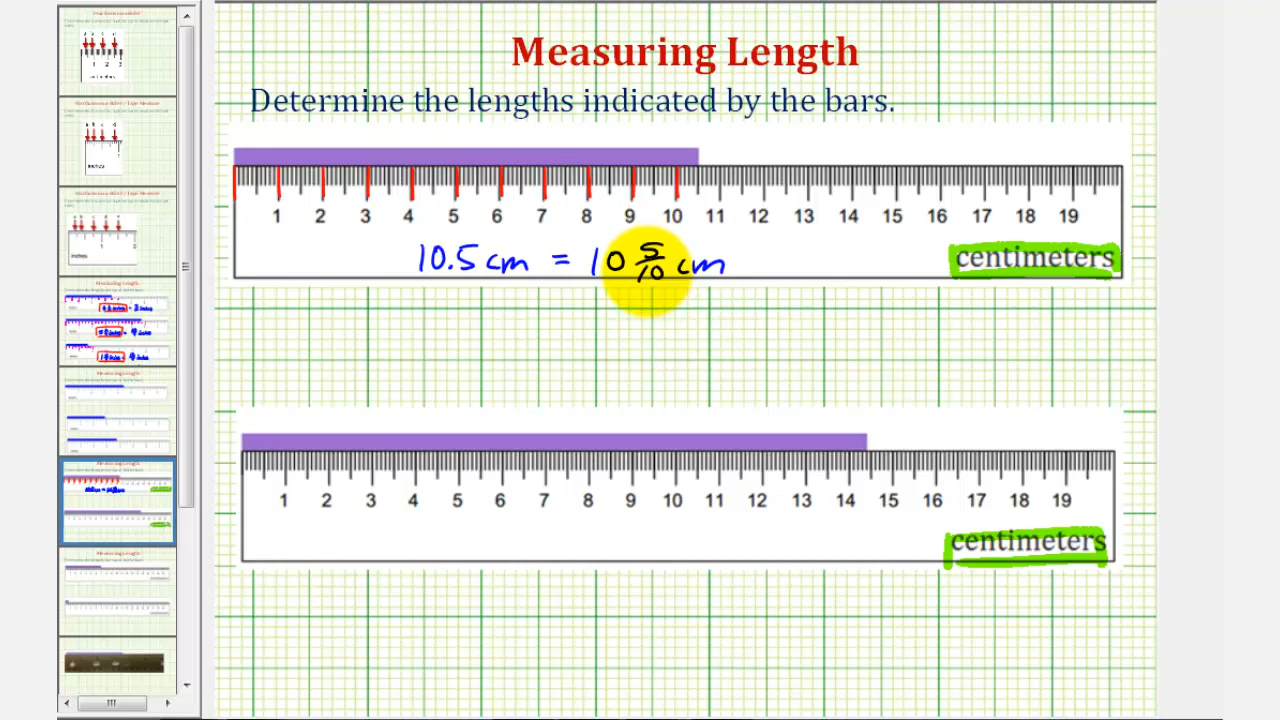 Measuring Length
Determine the lengths indicated by the bars.
1 2 3 4 5 6 7 8 9 10 11 12 13 14 15 16 17 18 19
10.5 cm = 10 5/10 cm
centimeters
1 2 3 4 5 6 7 8 9 10 11 12 13 14 15 16 17 18 19
centimeters